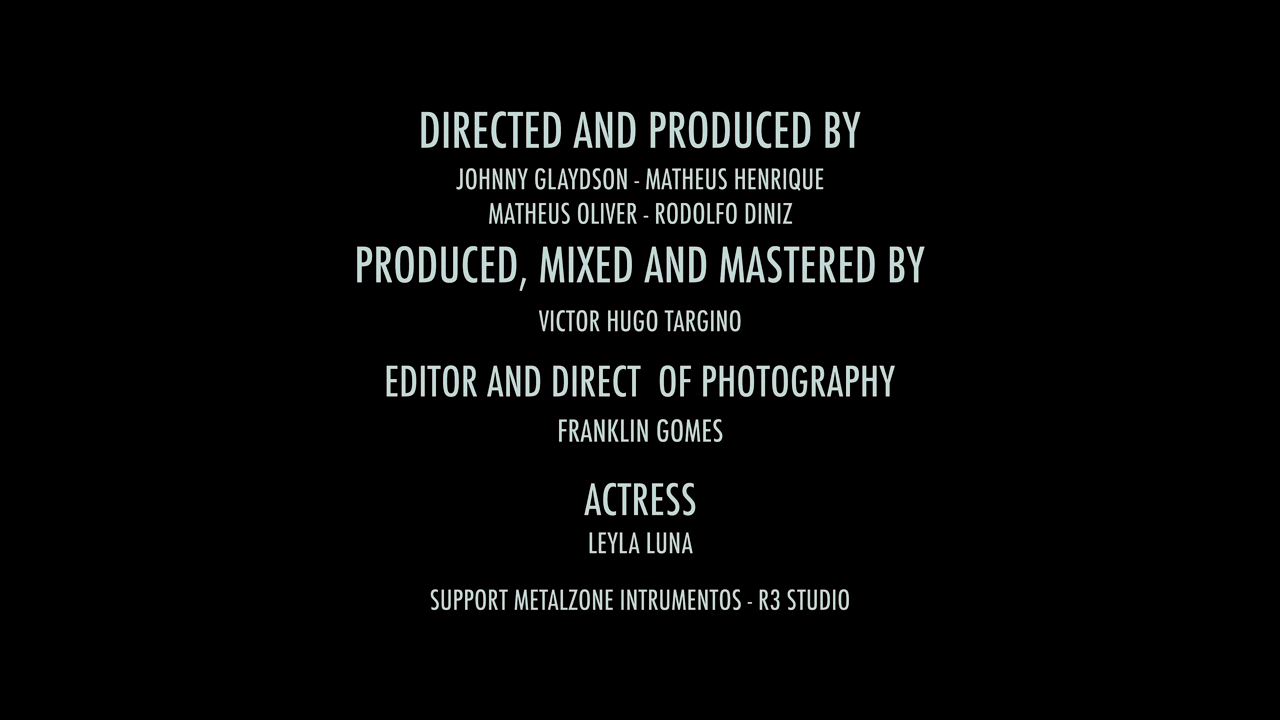 DIRECTED AND PRODUCED BY
JOHNNY GLAYDSON - MATHEUS HENRIQUE
MATHEUS OLIVER - RODOLFO DINIZ
PRODUCED, MIXED AND MASTERED BY
VICTOR HUGO TARGINO
EDITOR AND DIRECT OF PHOTOGRAPHY
FRANKLIN GOMES
ACTRESS
LEYLA LUNA
SUPPORT METALZONE INTRUMENTOS - R3 STUDIO